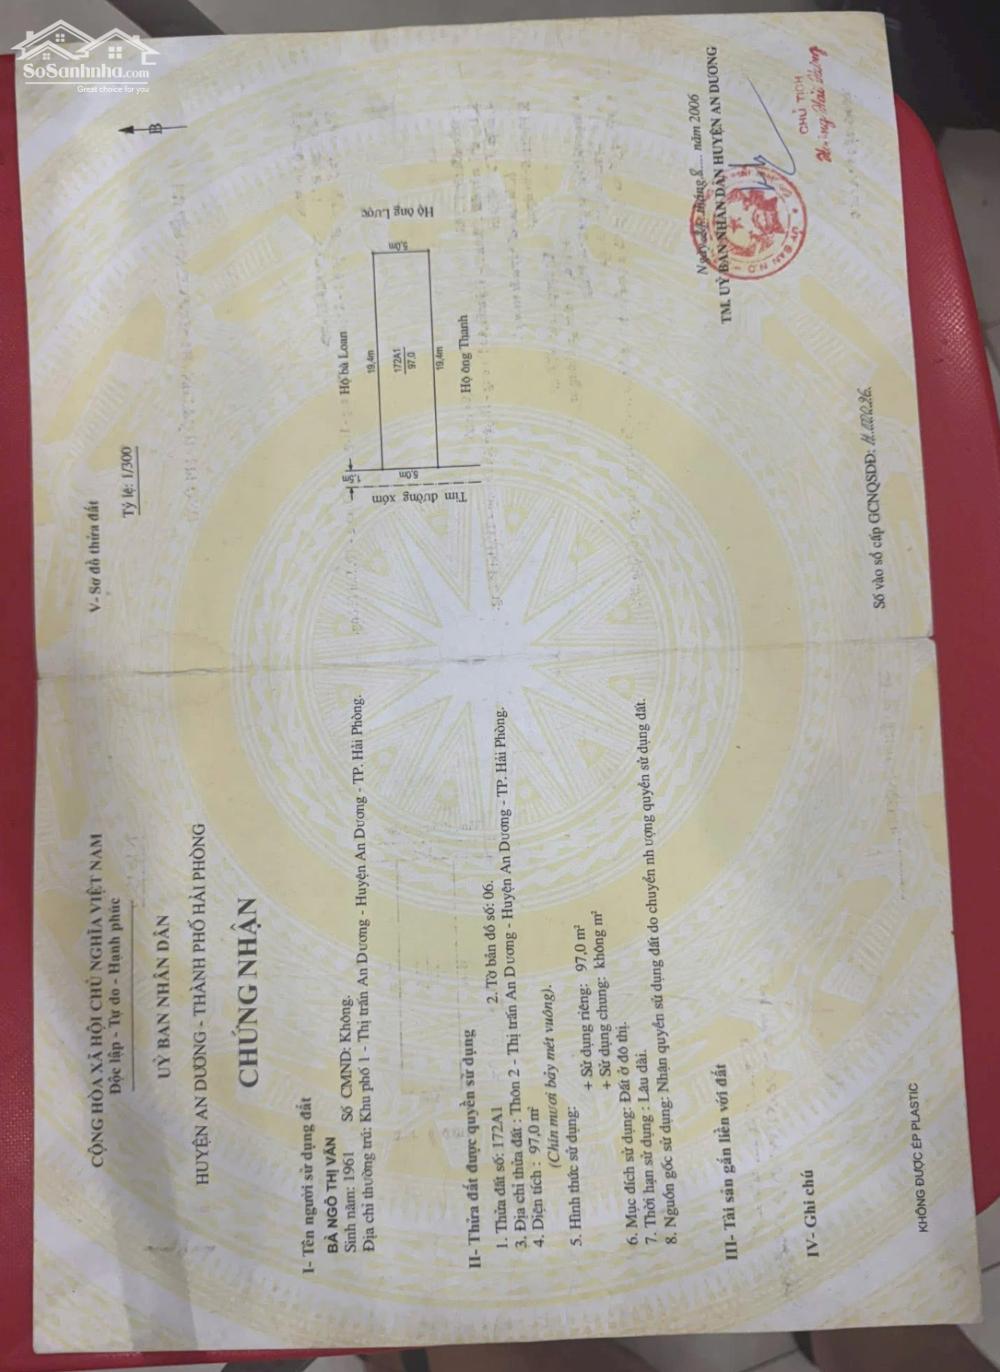 SoSanhnha.com
Great choice for you
CỘNG HÒA XÃ HỘI CHỦ NGHĨA VIỆT NAM
Độc lập - Tự do - Hạnh phúc
UỶ BAN NHÂN DÂN
HUYỆN AN DƯƠNG - THÀNH PHỐ HẢI PHÒNG
CHỨNG NHẬN
I- Tên người sử dụng đất
BÀ NGÔ THỊ VÂN
Sinh năm: 1961 Số CMND: Không.
Địa chỉ thường trú: Khu phố 1 - Thị trấn An Dương - Huyện An Dương - TP. Hải Phòng.
II- Thửa đất được quyền sử dụng
1. Thửa đất số: 172A1 2. Tờ bản đồ số: 06.
3. Địa chỉ thửa đất : Thôn 2 - Thị trấn An Dương - Huyện An Dương - TP. Hải Phòng.
4. Diện tích : 97,0 m²
(Chín mươi bảy mét vuông).
5. Hình thức sử dụng:
+ Sử dụng riêng: 97,0 m²
+ Sử dụng chung: không m²
6. Mục đích sử dụng: Đất ở đô thị.
7. Thời hạn sử dụng : Lâu dài.
8. Nguồn gốc sử dụng: Nhận quyền sử dụng đất do chuyển nhượng quyền sử dụng đất.
III- Tài sản gắn liền với đất
IV- Ghi chú
KHÔNG ĐƯỢC ÉP PLASTIC
V- Sơ đồ thửa đất
Tỷ lệ: 1/300
B
Hộ bà Loan
19,4m
1,5m
Tim đường xóm
5,0m
172A1
97,0
5,0m
Hộ ông Lược
19,4m
Hộ ông Thanh
tháng 8 năm 2006
TM. UỶ BAN NHÂN DÂN HUYỆN AN DƯƠNG
ỦY BAN N.D
CHỦ TỊCH
Số vào sổ cấp GCNQSDĐ: